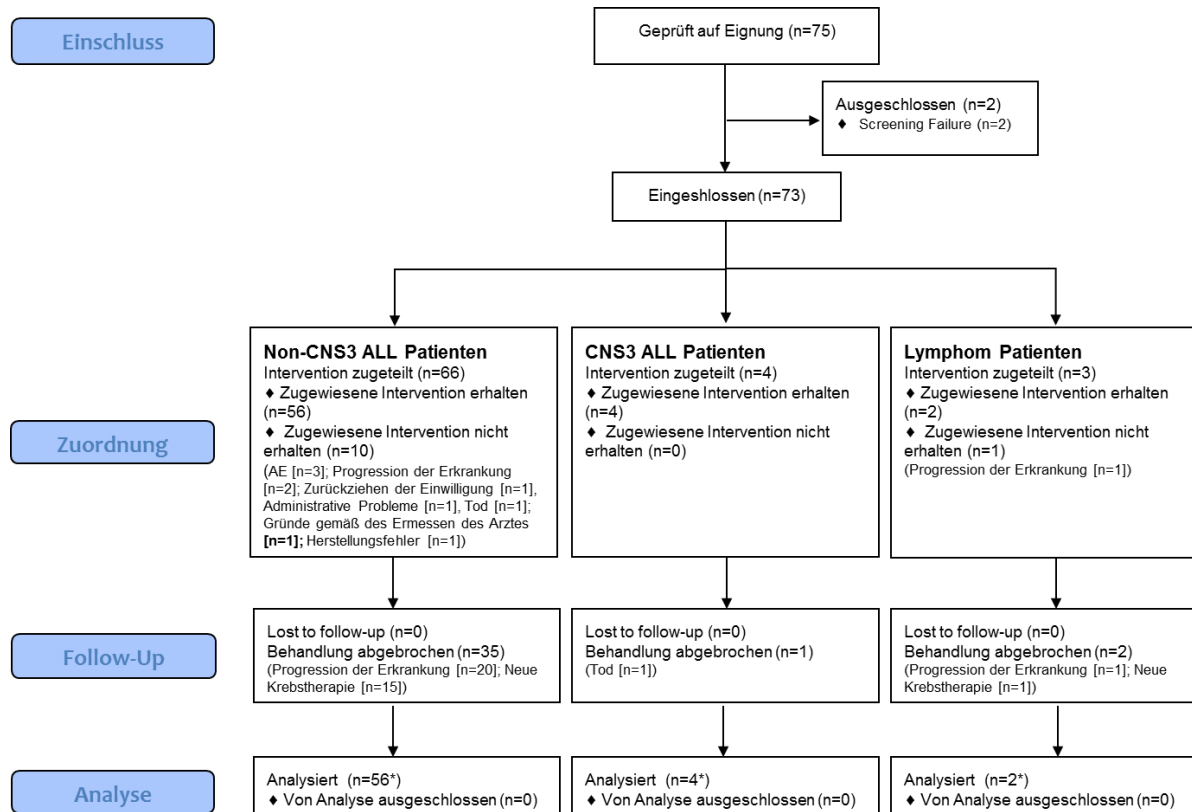 Einschluss
Geprüft auf Eignung (n=75)
Ausgeschlossen (n=2)
♦ Screening Failure (n=2)
Eingeshlossen (n=73)
Zuordnung
Non-CNS3 ALL Patienten
Intervention zugeteilt (n=66)
♦ Zugewiesene Intervention erhalten
(n=56)
♦ Zugewiesene Intervention nicht
erhalten (n=10)
(AE [n=3]; Progression der Erkrankung
[n=2]; Zurückziehen der Einwilligung [n=1],
Administrative Probleme [n=1], Tod [n=1];
Gründe gemäß des Ermessen des Arztes
[n=1]; Herstellungsfehler [n=1])
CNS3 ALL Patienten
Intervention zugeteilt (n=4)
♦ Zugewiesene Intervention erhalten
(n=4)
♦ Zugewiesene Intervention nicht
erhalten (n=0)
Lymphom Patienten
Intervention zugeteilt (n=3)
♦ Zugewiesene Intervention erhalten
(n=2)
♦ Zugewiesene Intervention nicht
erhalten (n=1)
(Progression der Erkrankung [n=1])
Follow-Up
Lost to follow-up (n=0)
Behandlung abgebrochen (n=35)
(Progression der Erkrankung [n=20]; Neue
Krebstherapie [n=15])
Lost to follow-up (n=0)
Behandlung abgebrochen (n=1)
(Tod [n=1])
Lost to follow-up (n=0)
Behandlung abgebrochen (n=2)
(Progression der Erkrankung [n=1]; Neue
Krebstherapie [n=1])
Analyse
Analysiert (n=56*)
♦ Von Analyse ausgeschlossen (n=0)
Analysiert (n=4*)
♦ Von Analyse ausgeschlossen (n=0)
Analysiert (n=2*)
♦ Von Analyse ausgeschlossen (n=0)